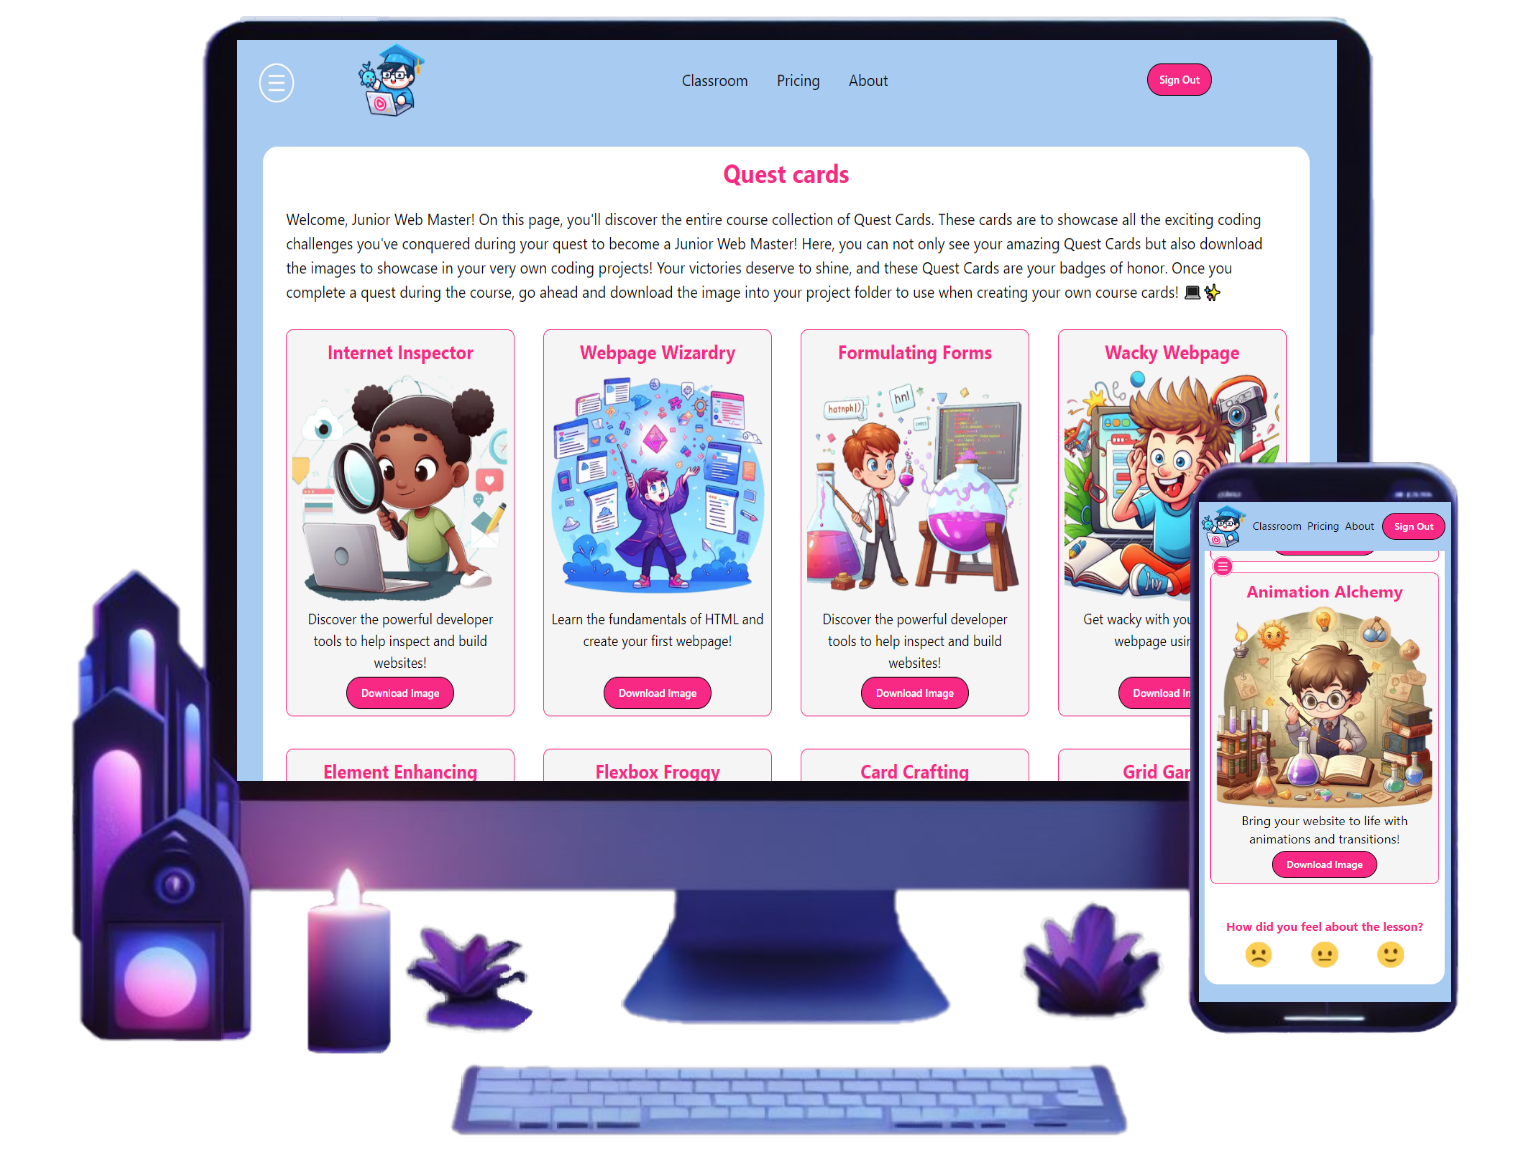 Classroom Pricing About
Sign Out
Quest cards
Welcome, Junior Web Master! On this page, you'll discover the entire course collection of Quest Cards. These cards are to showcase all the exciting coding
challenges you've conquered during your quest to become a Junior Web Master! Here, you can not only see your amazing Quest Cards but also download
the images to showcase in your very own coding projects! Your victories deserve to shine, and these Quest Cards are your badges of honor. Once you
complete a quest during the course, go ahead and download the image into your project folder to use when creating your own course cards! 💻✨
Internet Inspector
Discover the powerful developer
tools to help inspect and build
websites!
Download Image
Webpage Wizardry
Learn the fundamentals of HTML and
create your first webpage!
Download Image
Formulating Forms
hatnph|)
hnl
Discover the powerful developer
tools to help inspect and build
websites!
Download Image
Wacky Webpage
Get wacky with you
webpage usin
Download Im
Element Enhancing
Flexbox Froggy
Card Crafting
Grid Gar
Classroom Pricing About
Sign Out
Animation Alchemy
Bring your website to life with
animations and transitions!
Download Image
How did you feel about the lesson?